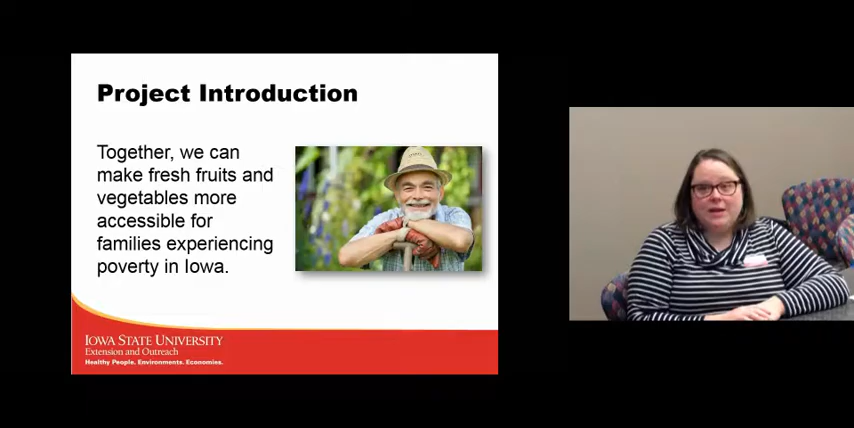 Project Introduction
Together, we can
make fresh fruits and
vegetables more
accessible for
families experiencing
poverty in Iowa.
IOWA STATE UNIVERSITY
Extension and Outreach
Healthy People. Environments. Economies.